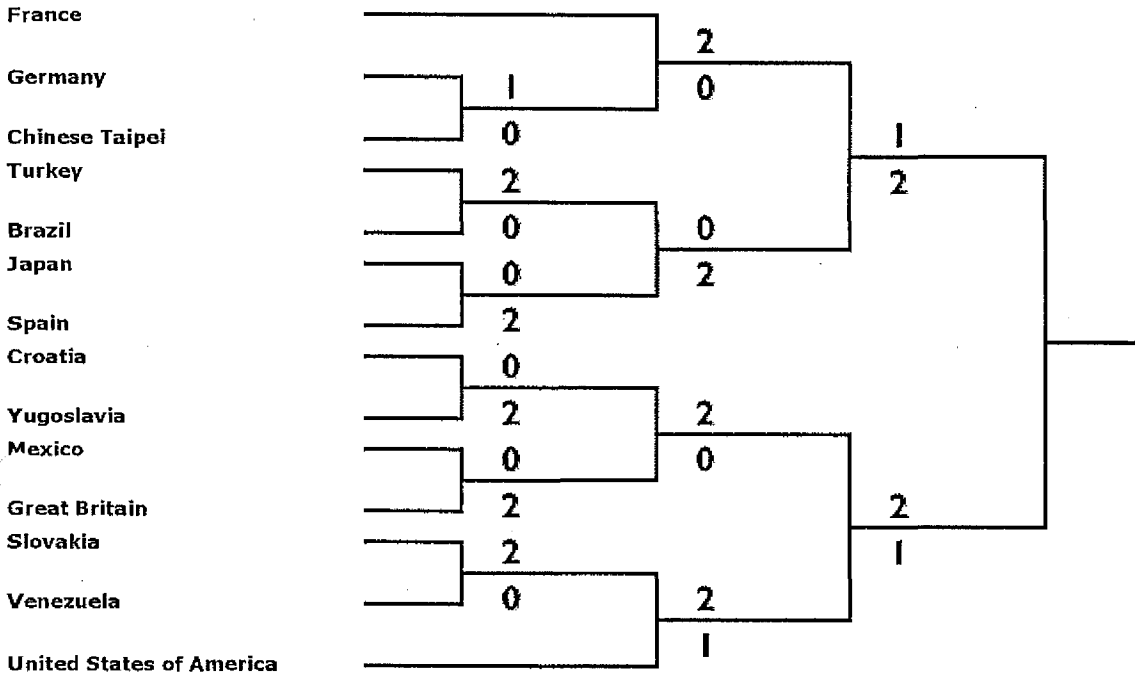 France
2
Germany
1
0
Chinese Taipei
0
1
Turkey
2
2
Brazil
0
0
Japan
0
2
Spain
2
Croatia
0
Yugoslavia
2
2
Mexico
0
0
Great Britain
2
2
Slovakia
2
1
Venezuela
0
2
1
United States of America